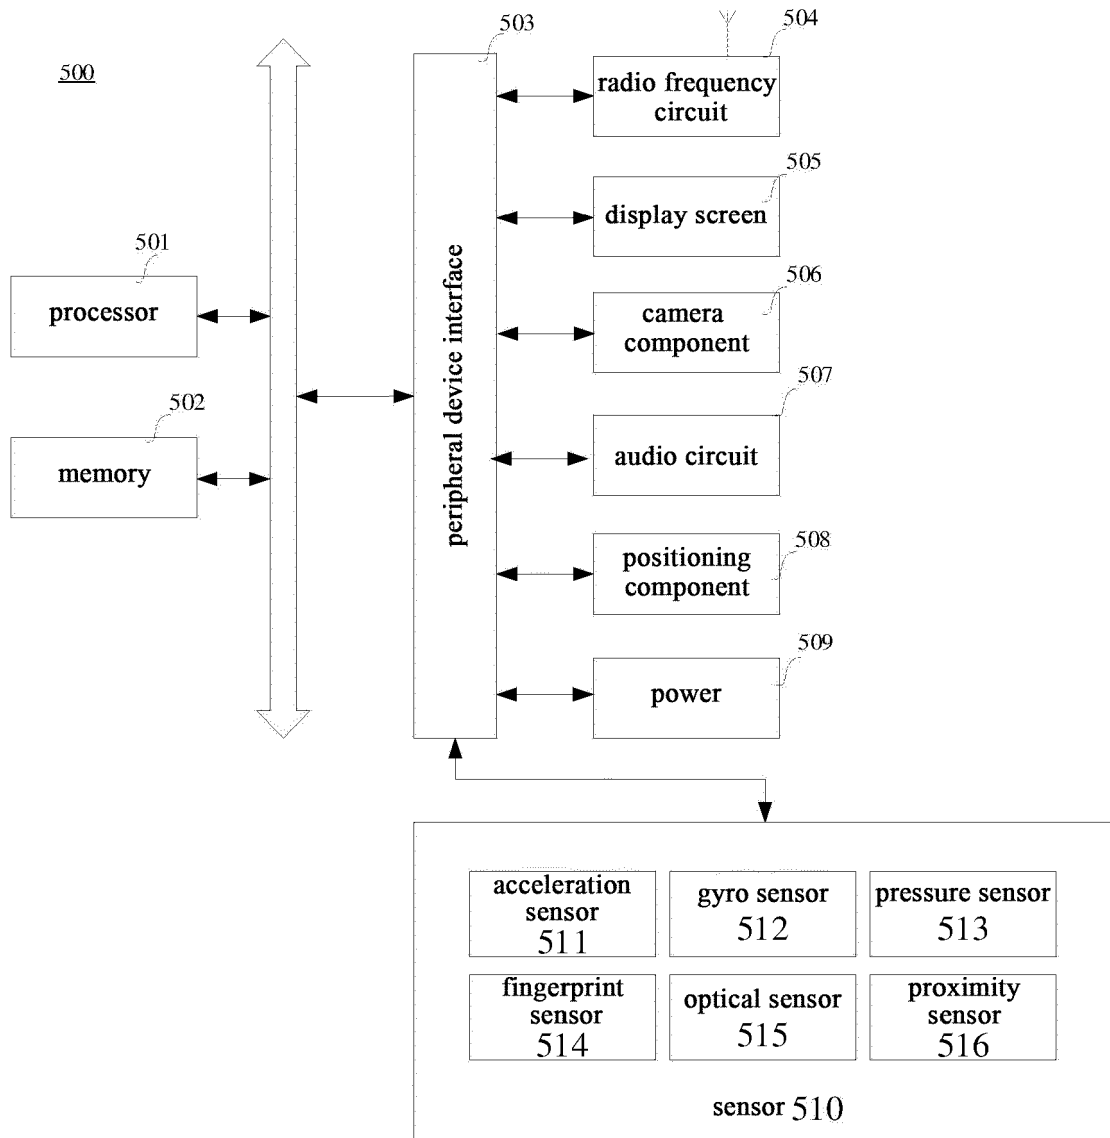 500
503
504
radio frequency
circuit
505
display screen
501
processor
506
camera
component
peripheral device interface
502
memory
507
audio circuit
508
positioning
component
509
power
acceleration
sensor
511
gyro sensor
512
pressure sensor
513
fingerprint
sensor
514
optical sensor
515
proximity
sensor
516
sensor 510